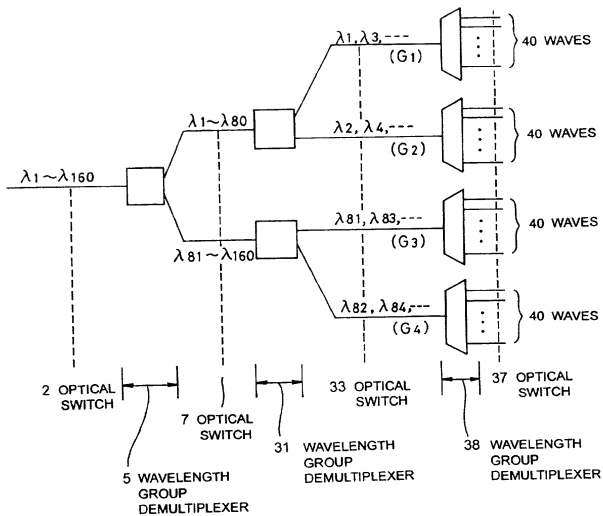 λ1, λ3,---
(G1)
40 WAVES
λ1~λ80
λ2, λ4,---
(G2)
40 WAVES
λ1~λ160
λ81, λ83,---
(G3)
40 WAVES
λ81~λ160
λ82, λ84,---
(G4)
40 WAVES
2 OPTICAL
SWITCH
7 OPTICAL
SWITCH
33 OPTICAL
SWITCH
37 OPTICAL
SWITCH
5 WAVELENGTH
GROUP
DEMULTIPLEXER
31 WAVELENGTH
GROUP
DEMULTIPLEXER
38 WAVELENGTH
GROUP
DEMULTIPLEXER